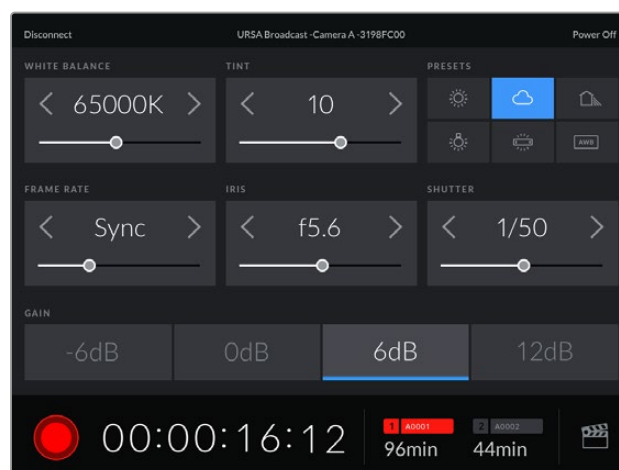 Disconnect URSA Broadcast -Camera A -3198FC00 Power Off
WHITE BALANCE TINT PRESETS
65000K 10
AWB
FRAME RATE IRIS SHUTTER
Sync f5.6 1/50
GAIN
-6dB 0dB 6dB 12dB
1 A0001 2 A0002
00:00:16:12 96min 44min